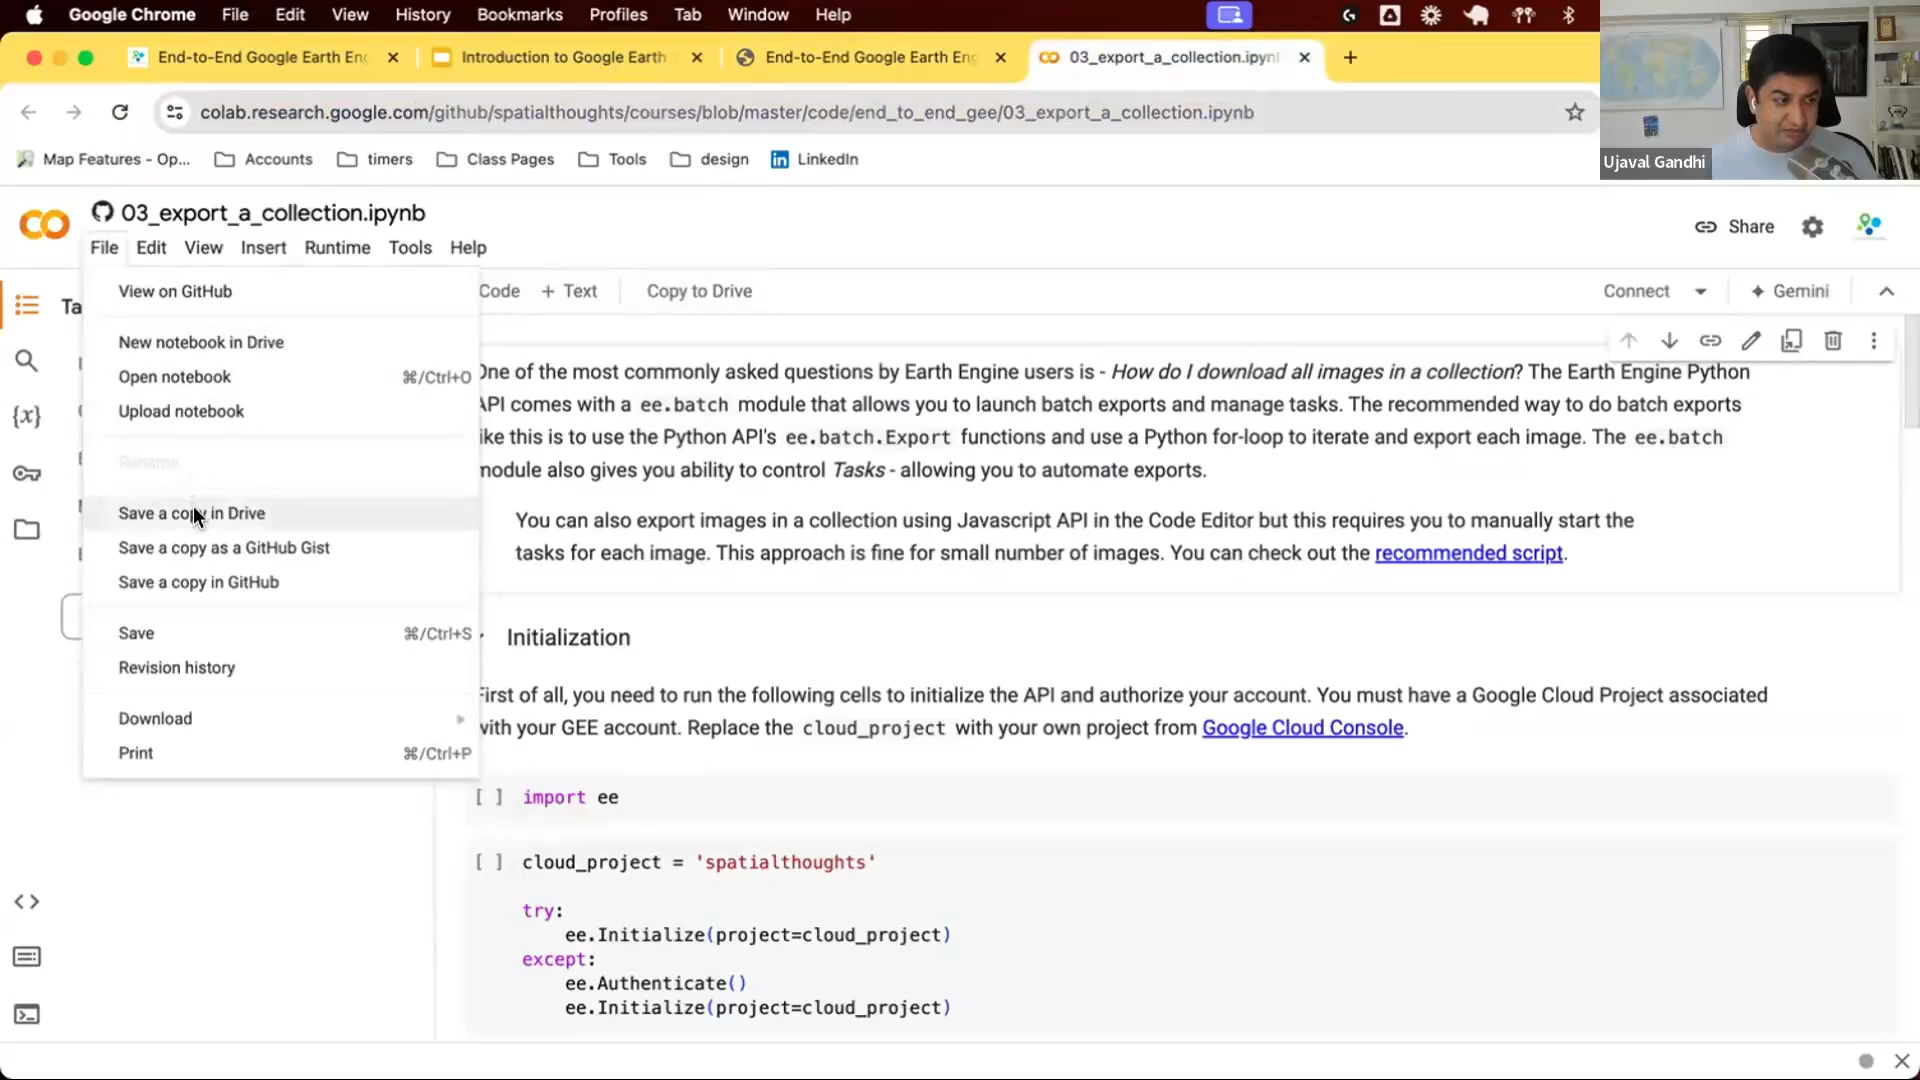 Google Chrome File Edit View History Bookmarks Profiles Tab Window Help
End-to-End Google Earth Eng
Introduction to Google Earth
End-to-End Google Earth Eng
03_export_a_collection.ipynb
colab.research.google.com/github/spatialthoughts/courses/blob/master/code/end_to_end_gee/03_export_a_collection.ipynb
Map Features - Op... Accounts timers Class Pages Tools design LinkedIn
Ujaval Gandhi
03_export_a_collection.ipynb
File Edit View Insert Runtime Tools Help
Share
Ta
View on GitHub
New notebook in Drive
Open notebook ⌘/Ctrl+O
Upload notebook
Rename
Save a copy in Drive
Save a copy as a GitHub Gist
Save a copy in GitHub
Save ⌘/Ctrl+S
Revision history
Download
Print ⌘/Ctrl+P
Code + Text Copy to Drive
Connect Gemini
One of the most commonly asked questions by Earth Engine users is - How do I download all images in a collection? The Earth Engine Python
API comes with a ee.batch module that allows you to launch batch exports and manage tasks. The recommended way to do batch exports
like this is to use the Python API's ee.batch.Export functions and use a Python for-loop to iterate and export each image. The ee.batch
module also gives you ability to control Tasks - allowing you to automate exports.
You can also export images in a collection using Javascript API in the Code Editor but this requires you to manually start the
tasks for each image. This approach is fine for small number of images. You can check out the recommended script.
Initialization
First of all, you need to run the following cells to initialize the API and authorize your account. You must have a Google Cloud Project associated
with your GEE account. Replace the cloud_project with your own project from Google Cloud Console.
[ ] import ee
[ ] cloud_project = 'spatialthoughts'
try:
ee.Initialize(project=cloud_project)
except:
ee.Authenticate()
ee.Initialize(project=cloud_project)